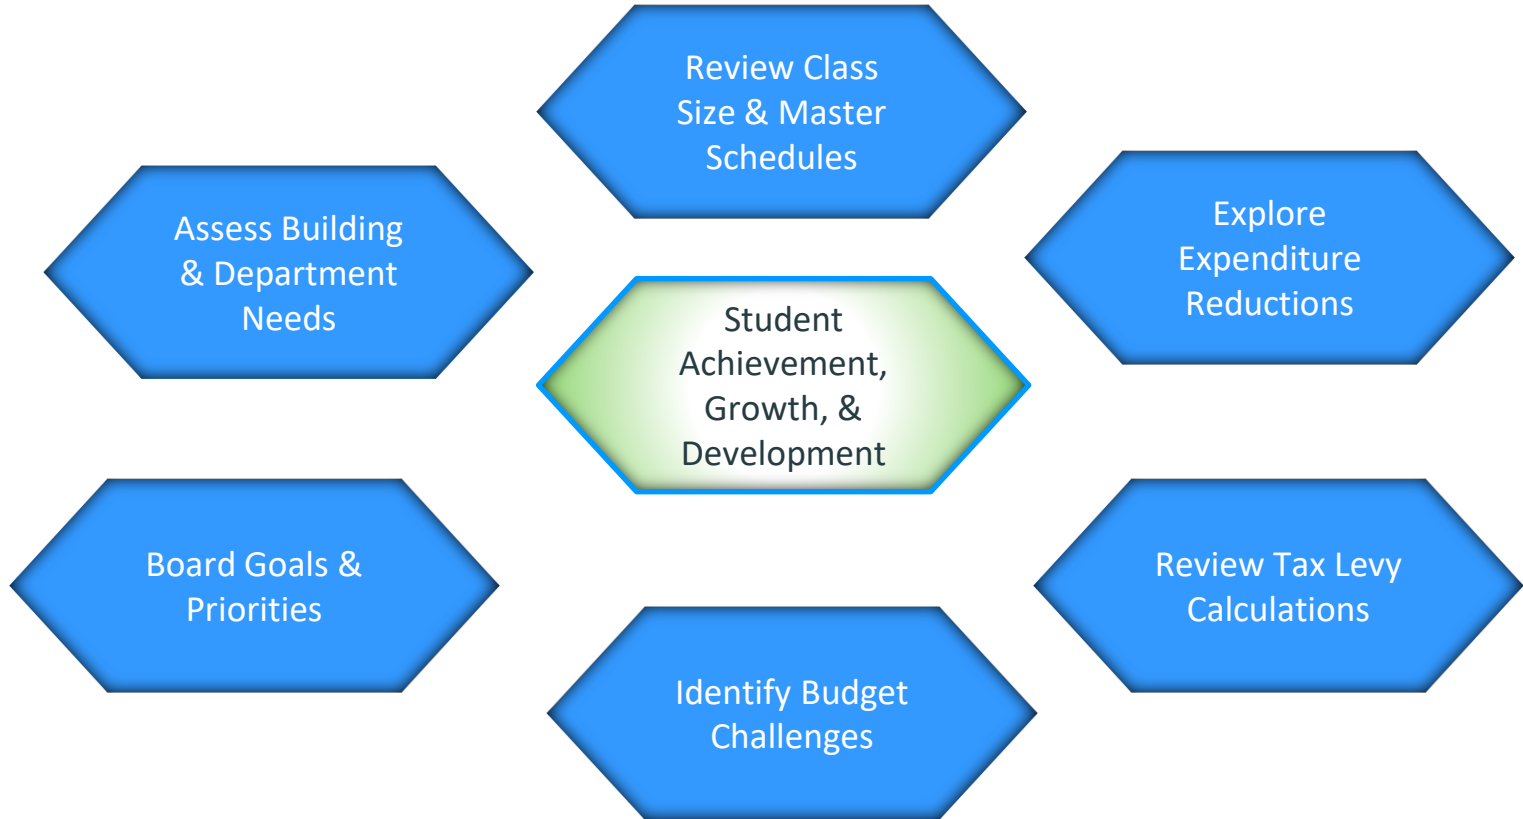 Review Class
Size & Master
Schedules
Assess Building
& Department
Needs
Explore
Expenditure
Reductions
Student
Achievement,
Growth, &
Development
Board Goals &
Priorities
Review Tax Levy
Calculations
Identify Budget
Challenges